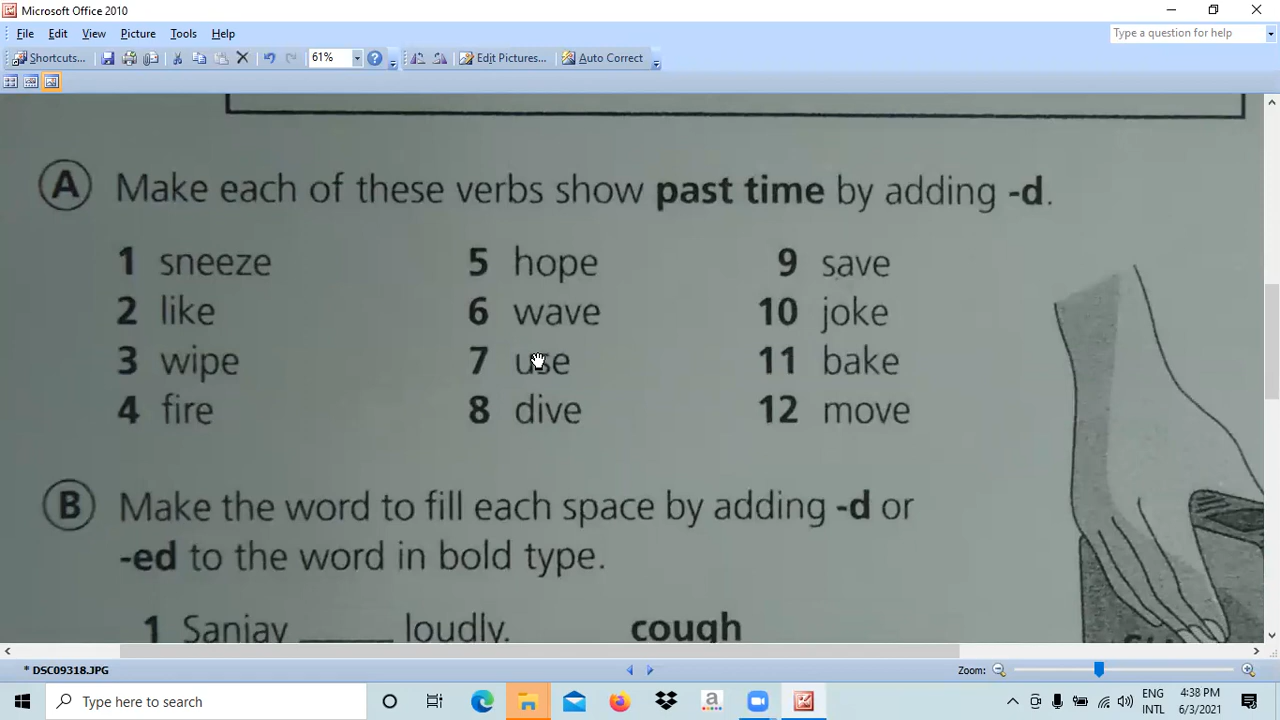 Microsoft Office 2010
File Edit View Picture Tools Help
Type a question for help
Shortcuts... 61% Edit Pictures... Auto Correct
A Make each of these verbs show past time by adding -d.
1 sneeze 5 hope 9 save
2 like 6 wave 10 joke
3 wipe 7 use 11 bake
4 fire 8 dive 12 move
B Make the word to fill each space by adding -d or
-ed to the word in bold type.
1 Sanjay _____ loudly. cough
* DSC09318.JPG Zoom:
Type here to search
ENG 4:38 PM
INTL 6/3/2021